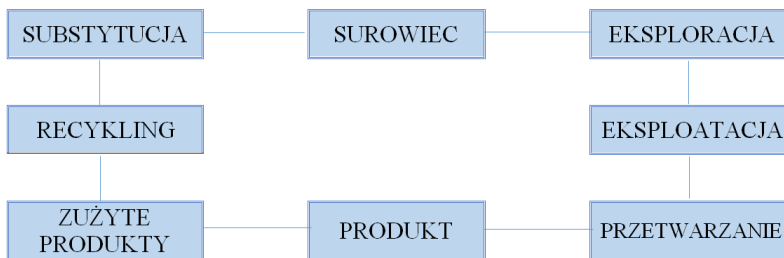 SUBSTYTUCJA
SUROWIEC
EKSPLORACJA
RECYKLING
EKSPLOATACJA
ZUŻYTE
PRODUKTY
PRODUKT
PRZETWARZANIE